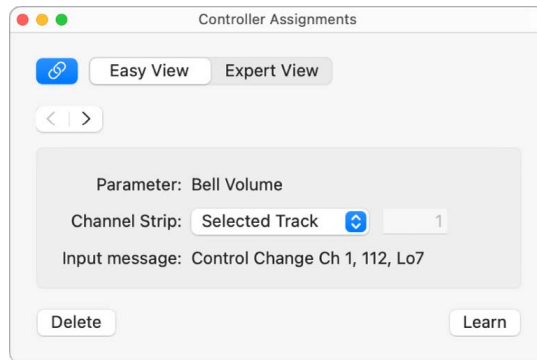 Controller Assignments
Easy View Expert View
Parameter: Bell Volume
Channel Strip: Selected Track 1
Input message: Control Change Ch 1, 112, Lo7
Delete Learn